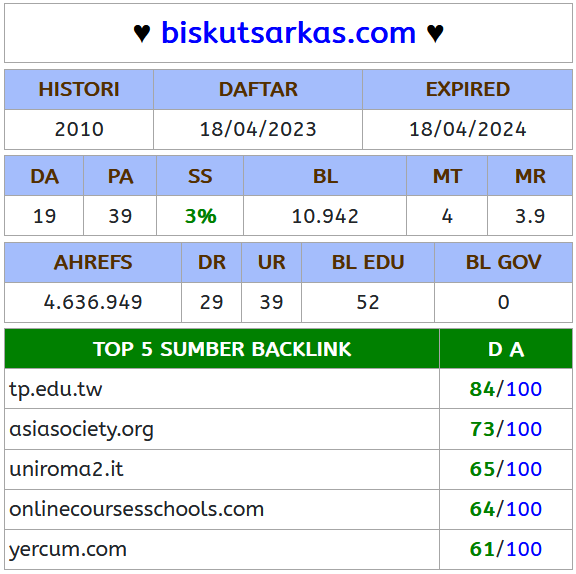 ♥ biskutsarkas.com ♥
HISTORI DAFTAR EXPIRED
2010 18/04/2023 18/04/2024
DA PA SS BL MT MR
19 39 3% 10.942 4 3.9
AHREFS DR UR BL EDU BL GOV
4.636.949 29 39 52 0
TOP 5 SUMBER BACKLINK D A
tp.edu.tw 84/100
asiasociety.org 73/100
uniroma2.it 65/100
onlinecoursesschools.com 64/100
yercum.com 61/100